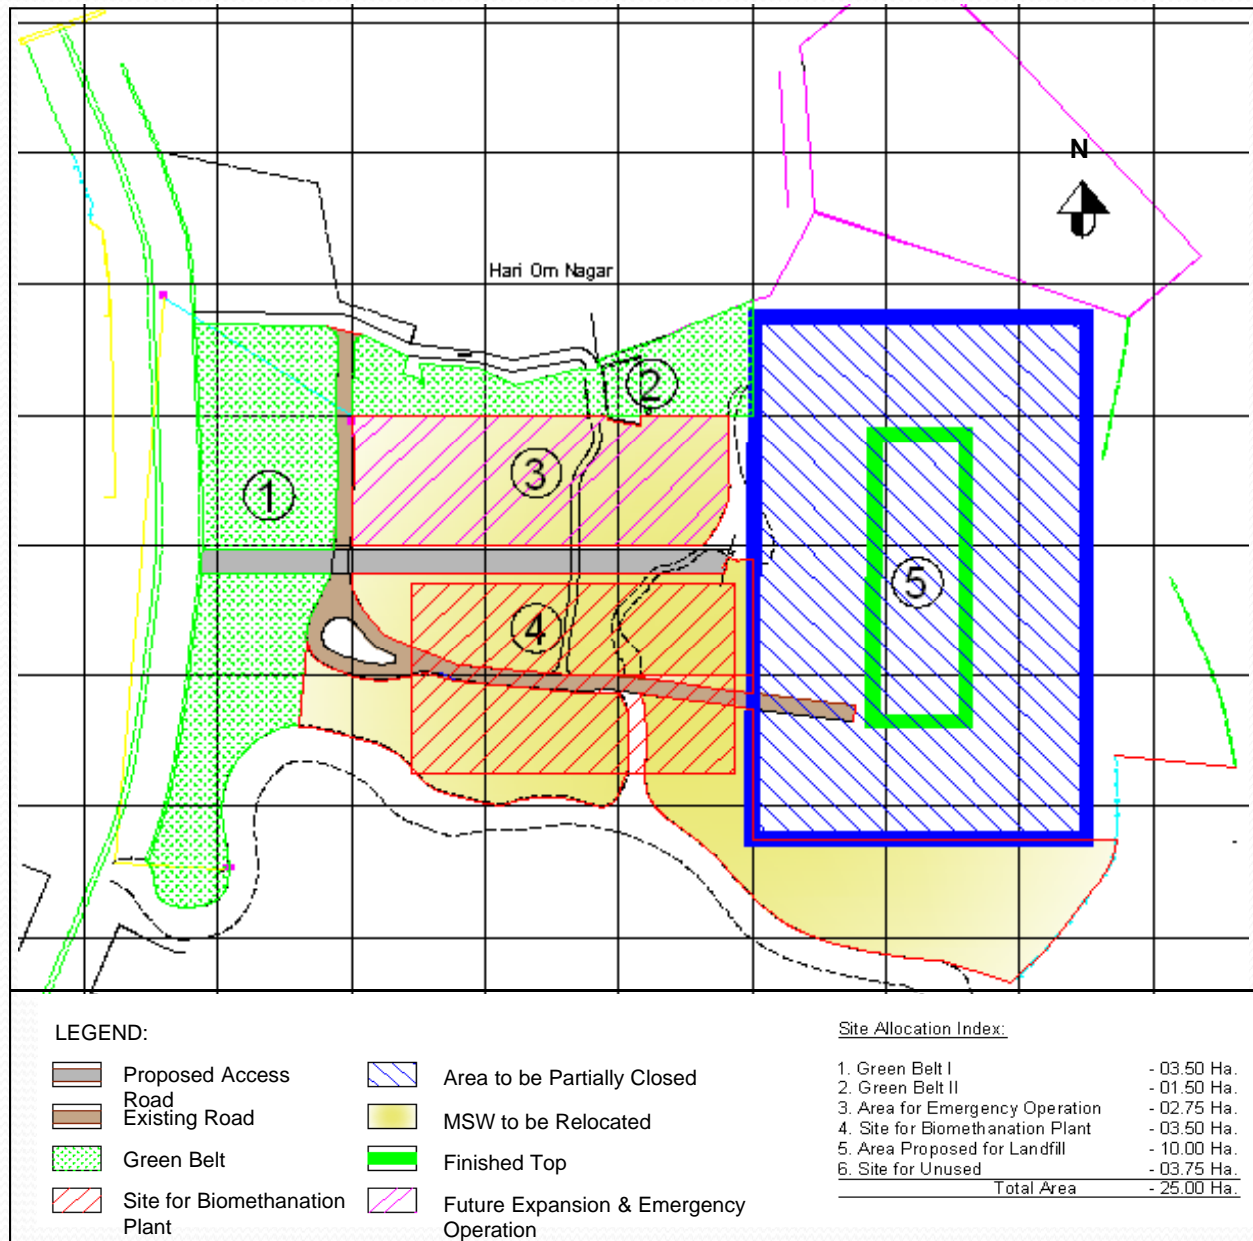 N
Hari Om Nagar
2
3
1
5
4
LEGEND:
Proposed Access
Road
Existing Road
Green Belt
Site for Biomethanation
Plant
Area to be Partially Closed
MSW to be Relocated
Finished Top
Future Expansion & Emergency
Operation
Site Allocation Index:
1. Green Belt I - 03.50 Ha.
2. Green Belt II - 01.50 Ha.
3. Area for Emergency Operation - 02.75 Ha.
4. Site for Biomethanation Plant - 03.50 Ha.
5. Area Proposed for Landfill - 10.00 Ha.
6. Site for Unused - 03.75 Ha.
Total Area - 25.00 Ha.